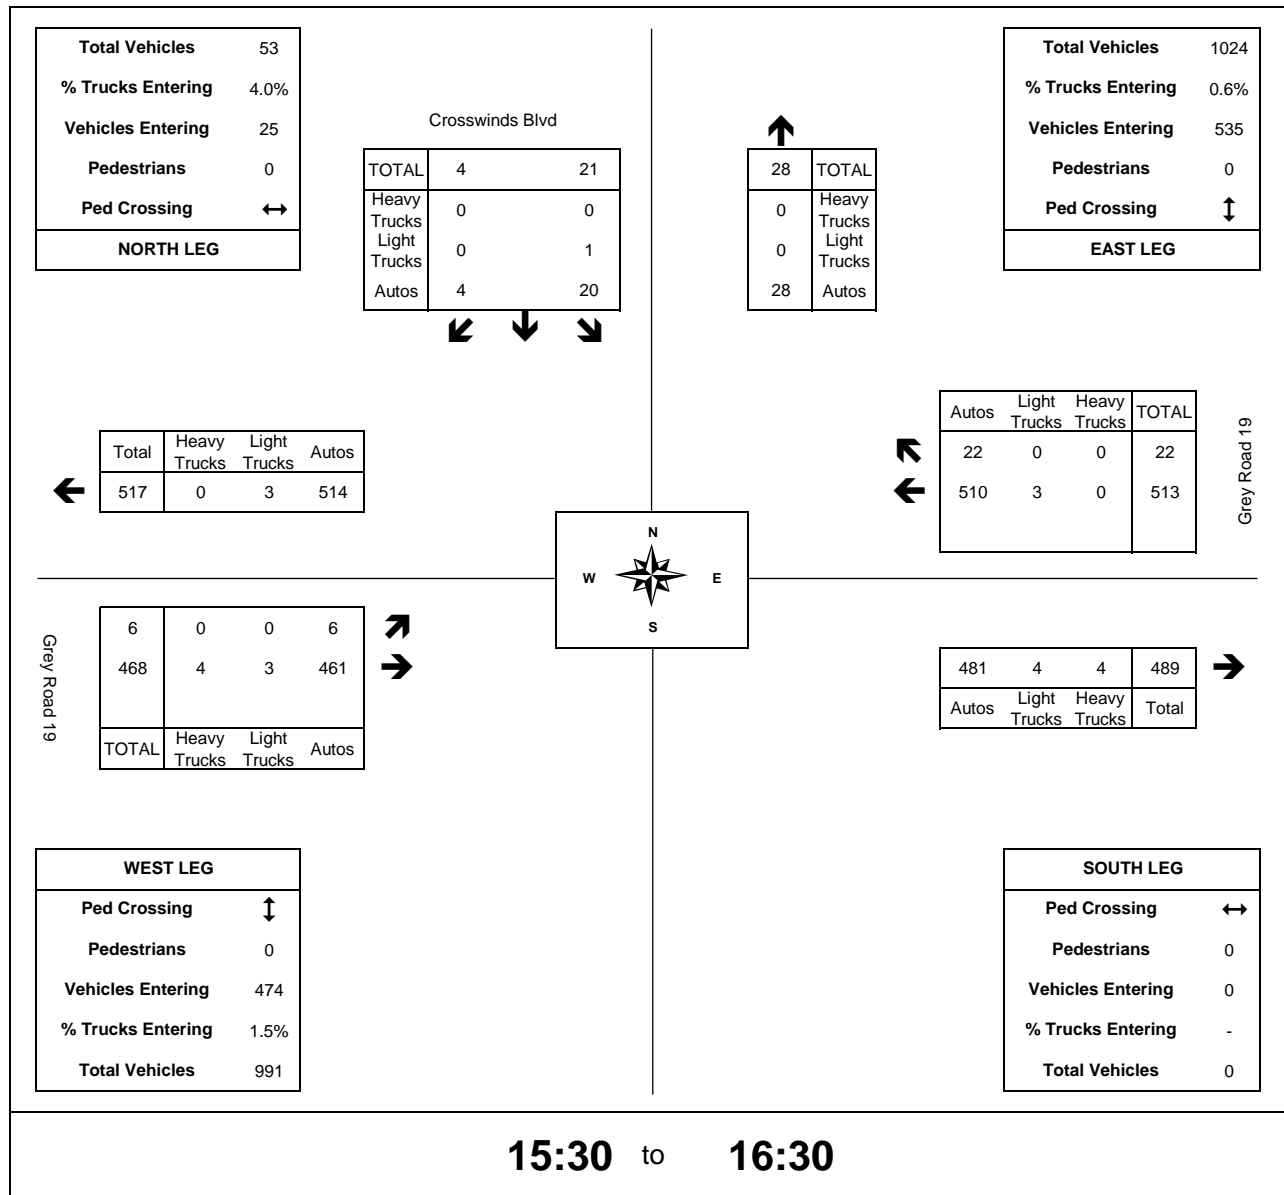 Total Vehicles 53
% Trucks Entering 4.0%
Vehicles Entering 25
Pedestrians 0
Ped Crossing ↔
NORTH LEG
Crosswinds Blvd
TOTAL 4 21
Heavy Trucks 0 0
Light Trucks 0 1
Autos 4 20
28 TOTAL
0 Heavy Trucks
0 Light Trucks
28 Autos
Total Vehicles 1024
% Trucks Entering 0.6%
Vehicles Entering 535
Pedestrians 0
Ped Crossing ↕
EAST LEG
Total Heavy Trucks Light Trucks Autos
517 0 3 514
Autos Light Trucks Heavy Trucks TOTAL
22 0 0 22
510 3 0 513
Grey Road 19
N
W E
S
Grey Road 19
6 0 0 6
468 4 3 461
TOTAL Heavy Trucks Light Trucks Autos
481 4 4 489
Autos Light Trucks Heavy Trucks Total
WEST LEG
Ped Crossing ↕
Pedestrians 0
Vehicles Entering 474
% Trucks Entering 1.5%
Total Vehicles 991
SOUTH LEG
Ped Crossing ↔
Pedestrians 0
Vehicles Entering 0
% Trucks Entering -
Total Vehicles 0
15:30 to 16:30